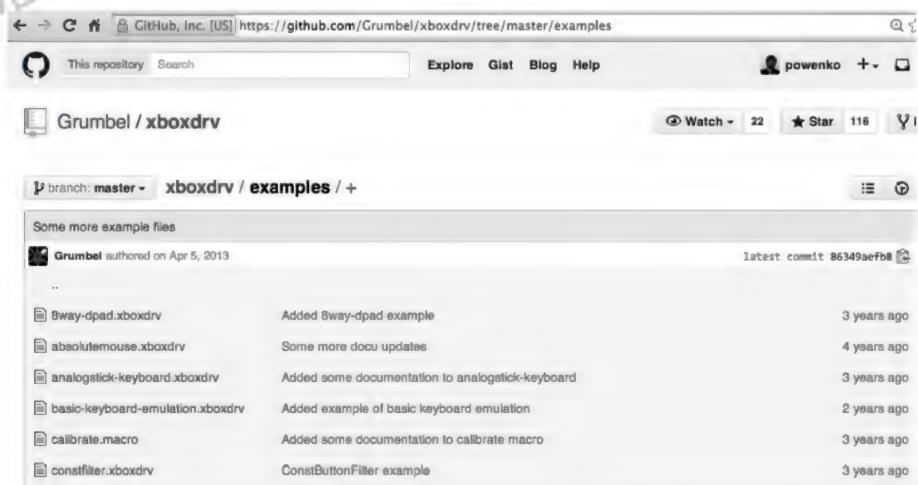 GitHub, Inc. [US] https://github.com/Grumbel/xboxdrv/tree/master/examples
This repository Search Explore Gist Blog Help powenko
Grumbel / xboxdrv Watch 22 Star 116
branch: master xboxdrv / examples / +
Some more example files
Grumbel authored on Apr 5, 2013 latest commit 86349aefb8
..
8way-dpad.xboxdrv Added 8way-dpad example 3 years ago
absolutemouse.xboxdrv Some more docu updates 4 years ago
analogstick-keyboard.xboxdrv Added some documentation to analogstick-keyboard 3 years ago
basic-keyboard-emulation.xboxdrv Added example of basic keyboard emulation 2 years ago
calibrate.macro Added some documentation to calibrate macro 3 years ago
constfilter.xboxdrv ConstButtonFilter example 3 years ago